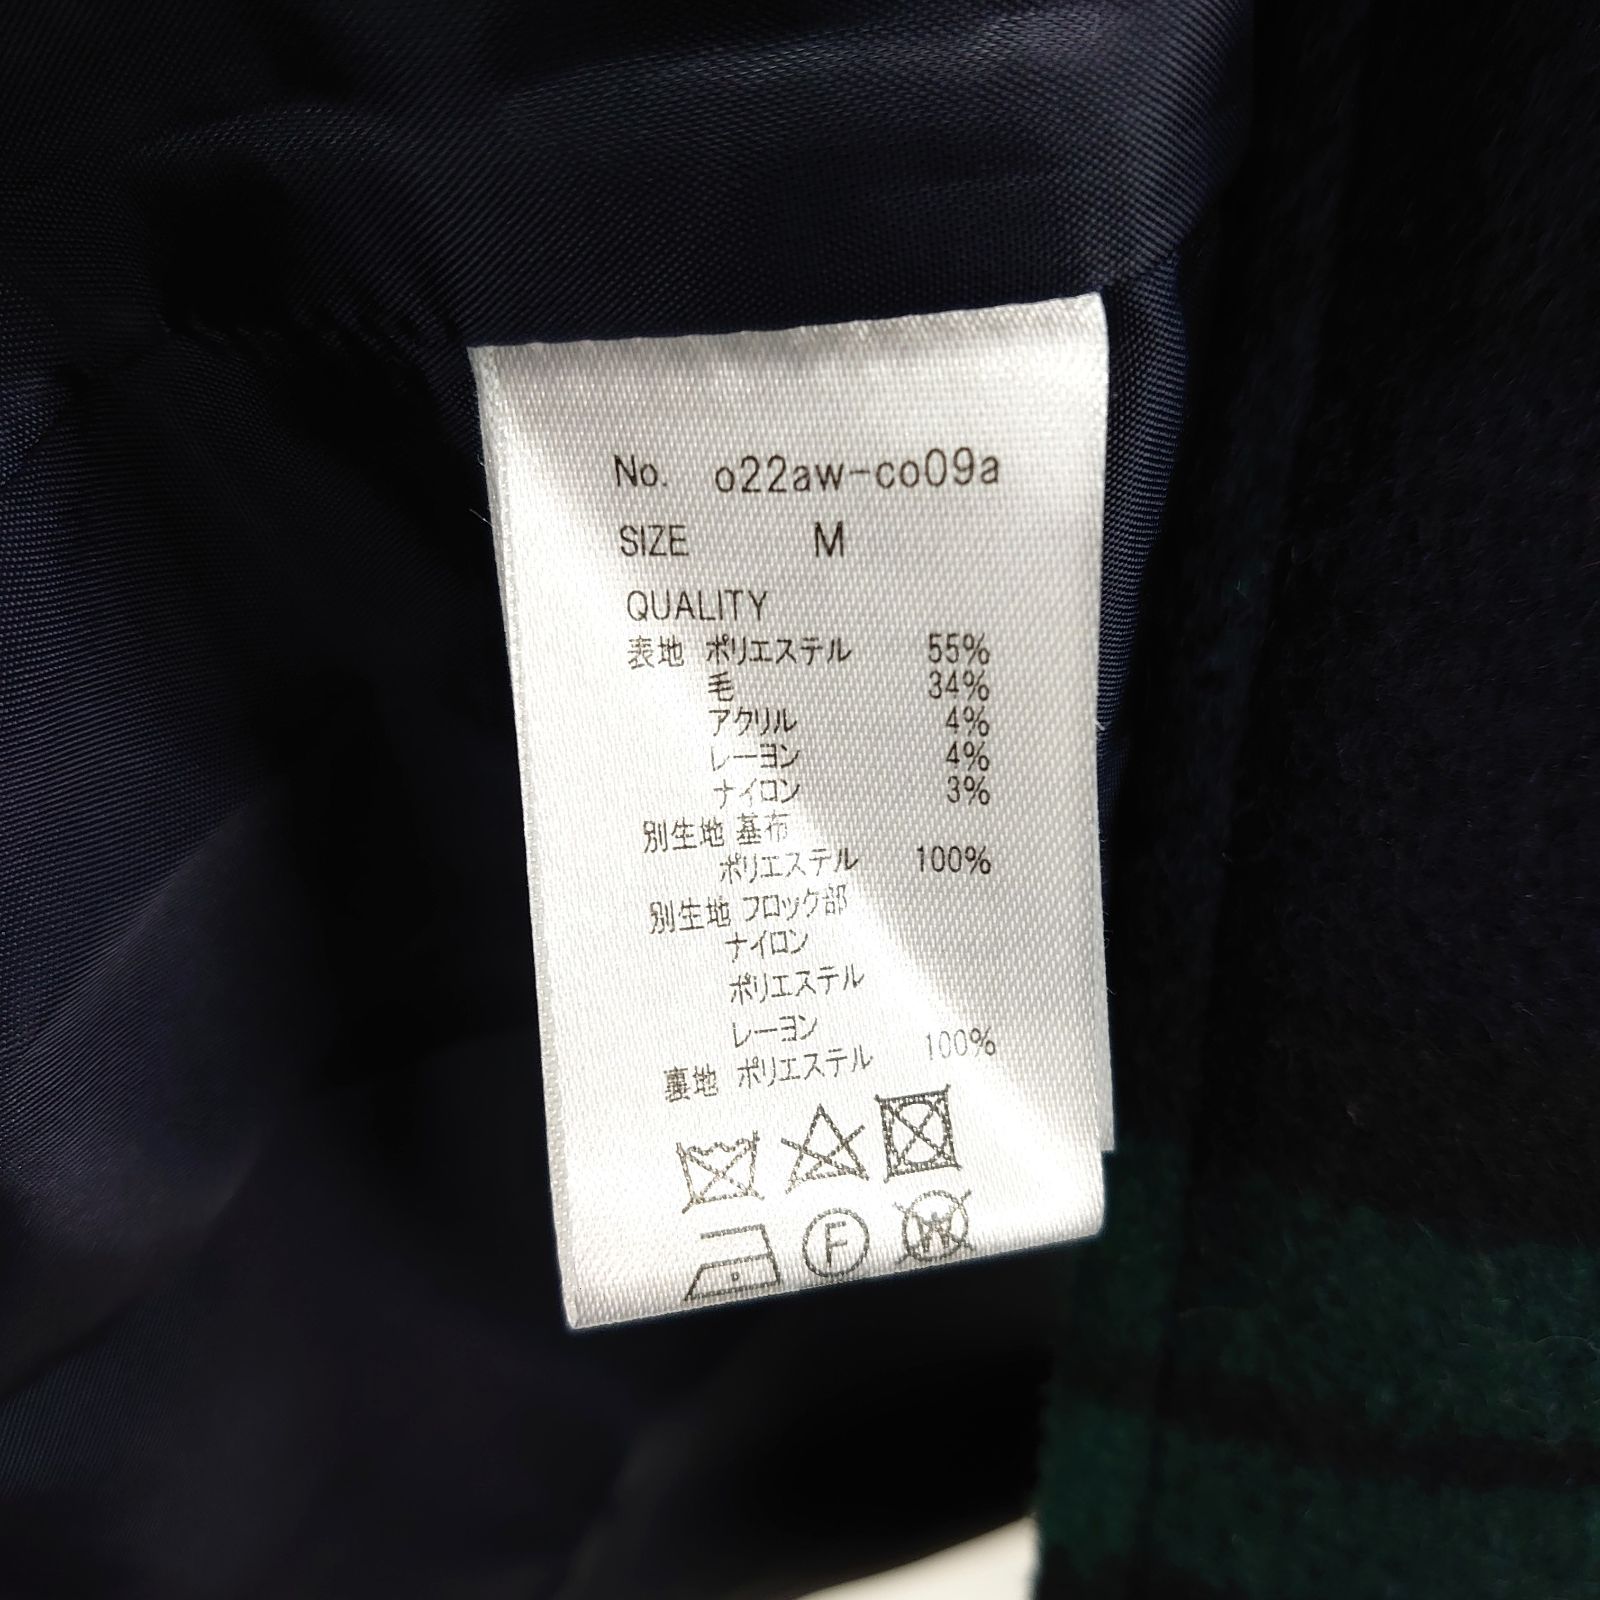 No. o22aw-co09a
SIZE M
QUALITY
表地 ポリエステル 55%
毛 34%
アクリル 4%
レーヨン 4%
ナイロン 3%
別生地 基布
ポリエステル 100%
別生地 フロック部
ナイロン
ポリエステル
レーヨン
裏地 ポリエステル 100%
F W